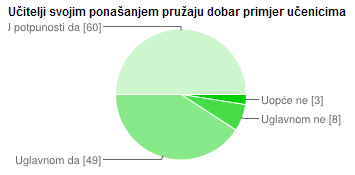 Učitelji svojim ponašanjem pružaju dobar primjer učenicima
potpunosti da [60]
Uopće ne [3]
Uglavnom ne [8]
Uglavnom da [49]